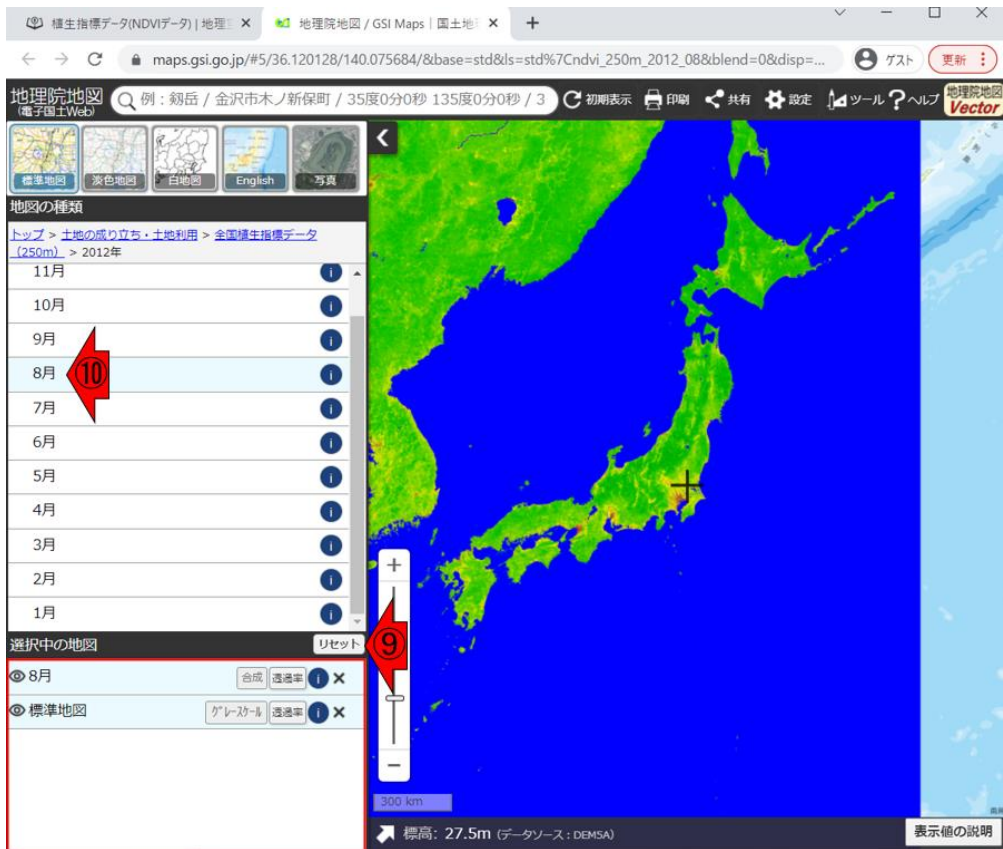 植生指標データ(NDVIデータ) | 地理
地理院地図 / GSI Maps | 国土地
maps.gsi.go.jp/#5/36.120128/140.075684/&base=std&ls=std%7Cndvi_250m_2012_08&blend=0&disp=...
ゲスト
更新
地理院地図
(電子国土Web)
例：剱岳 / 金沢市木ノ新保町 / 35度0分0秒 135度0分0秒 / 3
初期表示
印刷
共有
設定
ツール
ヘルプ
地理院地図
Vector
標準地図
淡色地図
白地図
English
写真
地図の種類
トップ > 土地の成り立ち・土地利用 > 全国植生指標データ
（250m） > 2012年
11月
10月
9月
8月
⑩
7月
6月
5月
4月
3月
2月
1月
選択中の地図
リセット
⑨
8月
合成
透過率
標準地図
グレースケール
透過率
300 km
標高: 27.5m (データソース：DEM5A)
表示値の説明